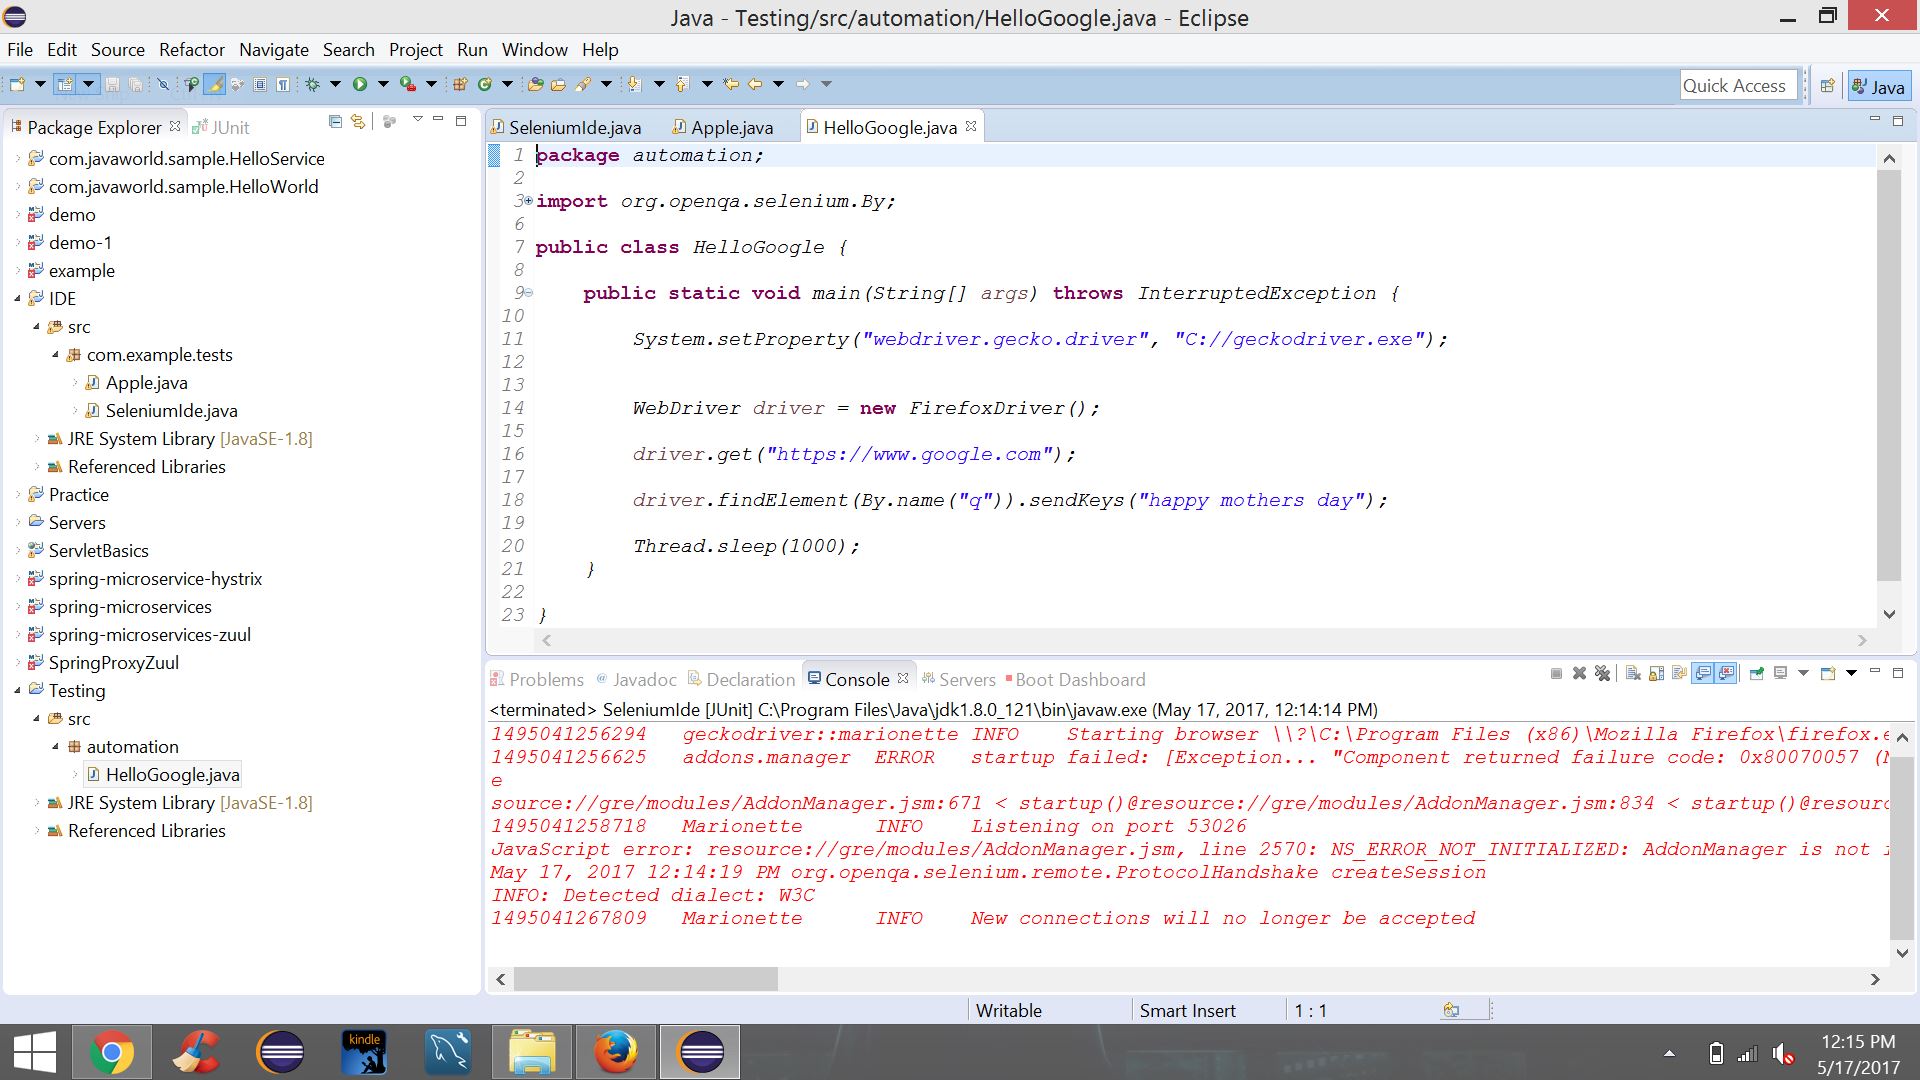 Java - Testing/src/automation/HelloGoogle.java - Eclipse
File Edit Source Refactor Navigate Search Project Run Window Help
Quick Access
Java
Package Explorer
JUnit
com.javaworld.sample.HelloService
com.javaworld.sample.HelloWorld
demo
demo-1
example
IDE
src
com.example.tests
Apple.java
SeleniumIde.java
JRE System Library [JavaSE-1.8]
Referenced Libraries
Practice
Servers
ServletBasics
spring-microservice-hystrix
spring-microservices
spring-microservices-zuul
SpringProxyZuul
Testing
src
automation
HelloGoogle.java
JRE System Library [JavaSE-1.8]
Referenced Libraries
SeleniumIde.java Apple.java HelloGoogle.java
1 package automation;
2
3 import org.openqa.selenium.By;
6
7 public class HelloGoogle {
8
9 public static void main(String[] args) throws InterruptedException {
10
11 System.setProperty("webdriver.gecko.driver", "C://geckodriver.exe");
12
13
14 WebDriver driver = new FirefoxDriver();
15
16 driver.get("https://www.google.com");
17
18 driver.findElement(By.name("q")).sendKeys("happy mothers day");
19
20 Thread.sleep(1000);
21 }
22
23 }
Problems @ Javadoc Declaration Console Servers Boot Dashboard
<terminated> SeleniumIde [JUnit] C:\Program Files\Java\jdk1.8.0_121\bin\javaw.exe (May 17, 2017, 12:14:14 PM)
1495041256294 geckodriver::marionette INFO Starting browser \\?\C:\Program Files (x86)\Mozilla Firefox\firefox.e
1495041256625 addons.manager ERROR startup failed: [Exception... "Component returned failure code: 0x80070057 (N
e
source://gre/modules/AddonManager.jsm:671 < startup()@resource://gre/modules/AddonManager.jsm:834 < startup()@resourc
1495041258718 Marionette INFO Listening on port 53026
JavaScript error: resource://gre/modules/AddonManager.jsm, line 2570: NS_ERROR_NOT_INITIALIZED: AddonManager is not i
May 17, 2017 12:14:19 PM org.openqa.selenium.remote.ProtocolHandshake createSession
INFO: Detected dialect: W3C
1495041267809 Marionette INFO New connections will no longer be accepted
Writable Smart Insert 1 : 1
kindle
12:15 PM
5/17/2017